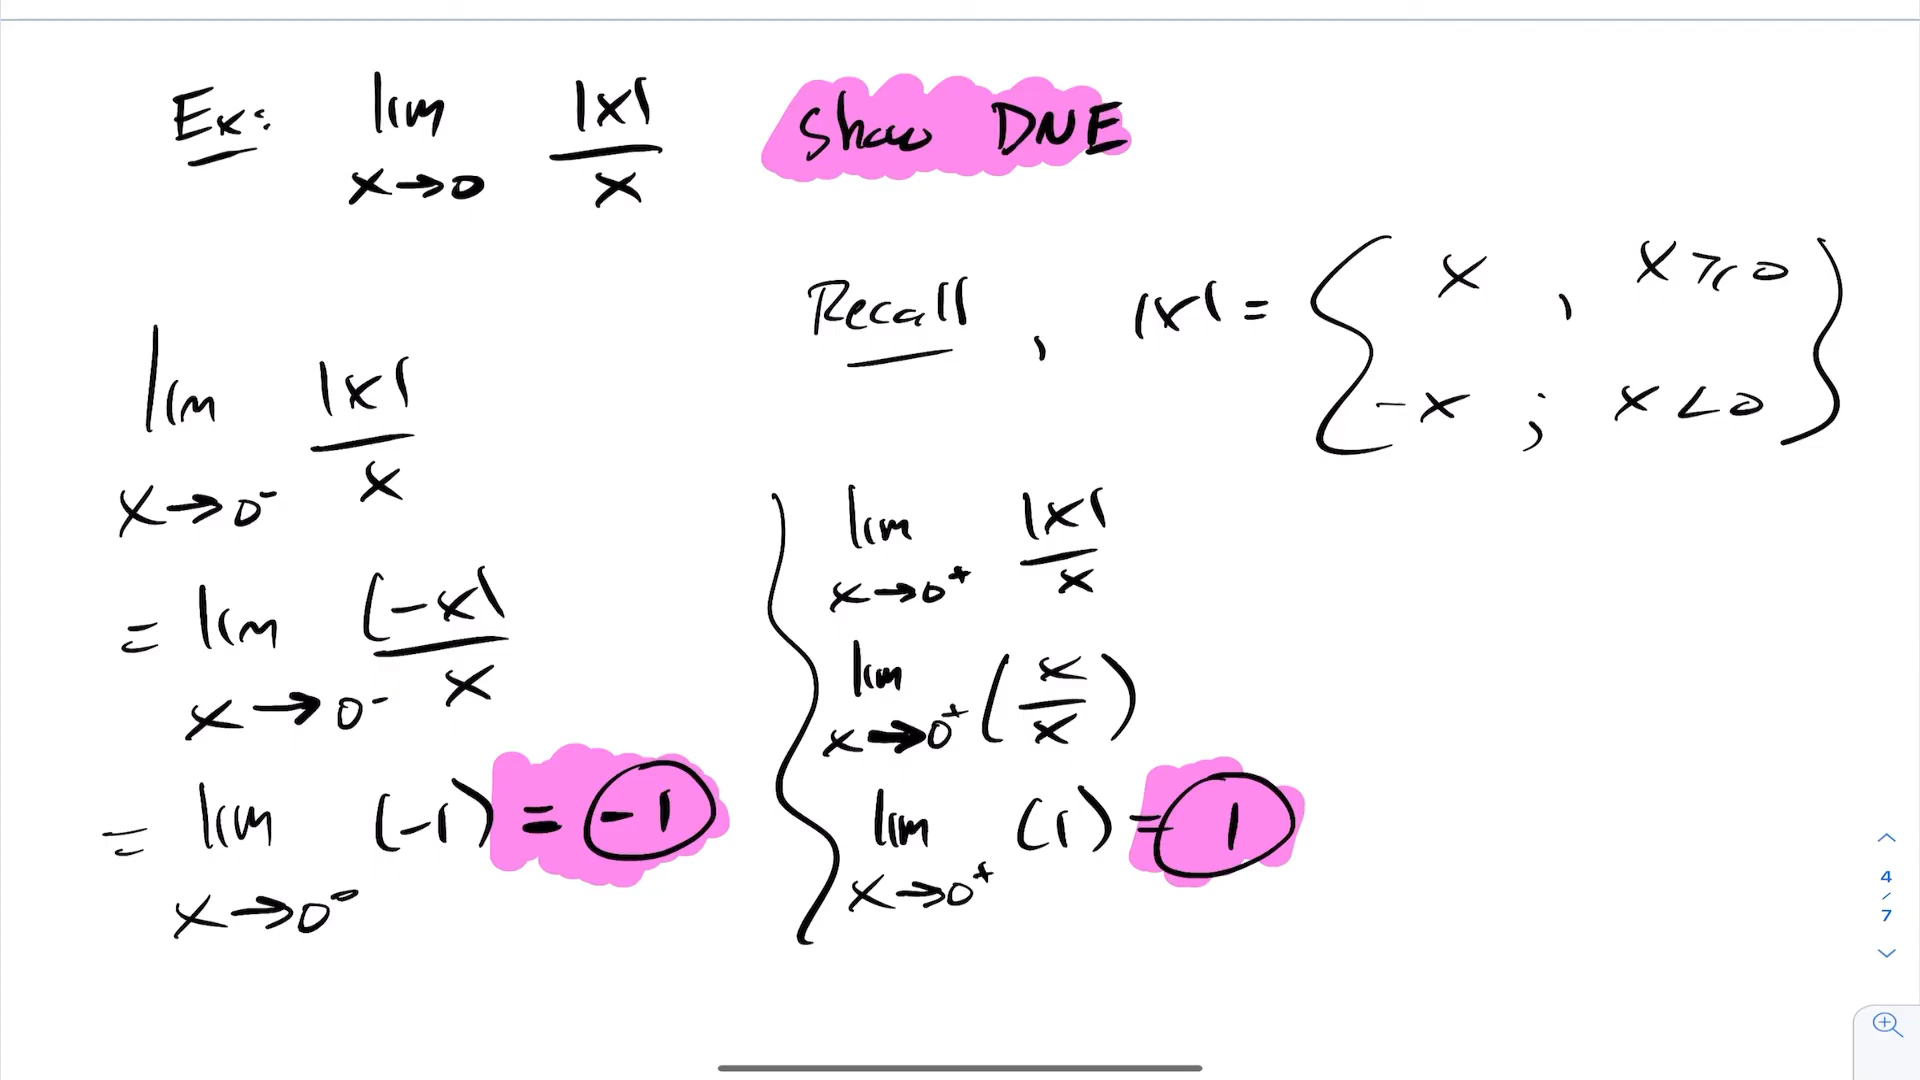 Ex: lim x→0 |x|/x Show DNE
Recall, |x| = { x , x ≥ 0
-x ; x < 0 }
lim x→0⁻ |x|/x
= lim x→0⁻ (-x)/x
= lim x→0⁻ (-1) = -1
lim x→0⁺ |x|/x
lim x→0⁺ (x/x)
lim x→0⁺ (1) = 1
4
/
7